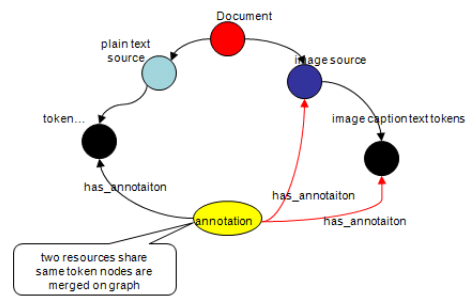 Document
plain text
source
image source
token...
image caption text tokens
has_annotaiton
has_annotaiton
annotation
has_annotaiton
two resources share
same token nodes are
merged on graph